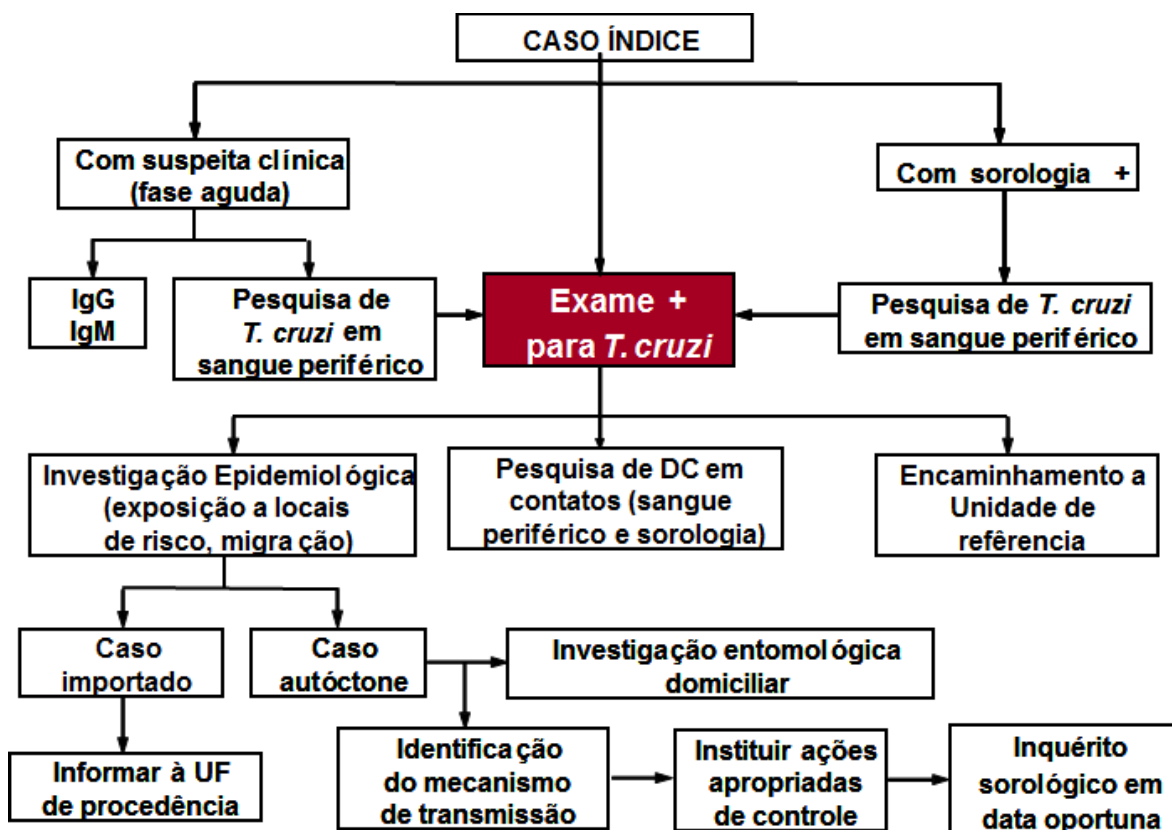 CASO ÍNDICE
Com suspeita clínica
(fase aguda)
Com sorologia +
IgG
IgM
Pesquisa de
T. cruzi em
sangue periférico
Exame +
para T. cruzi
Pesquisa de T. cruzi
em sangue periférico
Investigação Epidemiológica
(exposição a locais
de risco, migração)
Pesquisa de DC em
contatos (sangue
periférico e sorologia)
Encaminhamento a
Unidade de
refêrencia
Caso
importado
Caso
autóctone
Investigação entomológica
domiciliar
Informar à UF
de procedência
Identificação
do mecanismo
de transmissão
Instituir ações
apropriadas
de controle
Inquérito
sorológico em
data oportuna